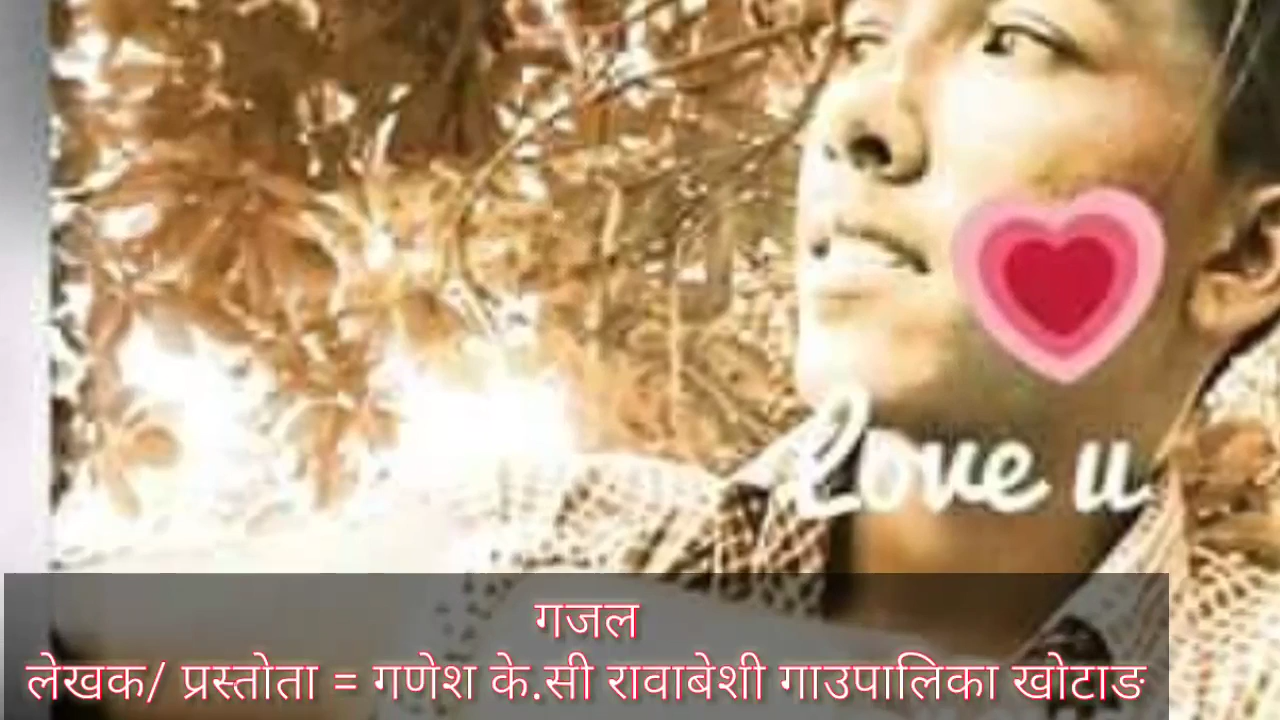 Love u
गजल
लेखक/ प्रस्तोता = गणेश के.सी रावाबेशी गाउपालिका खोटाङ